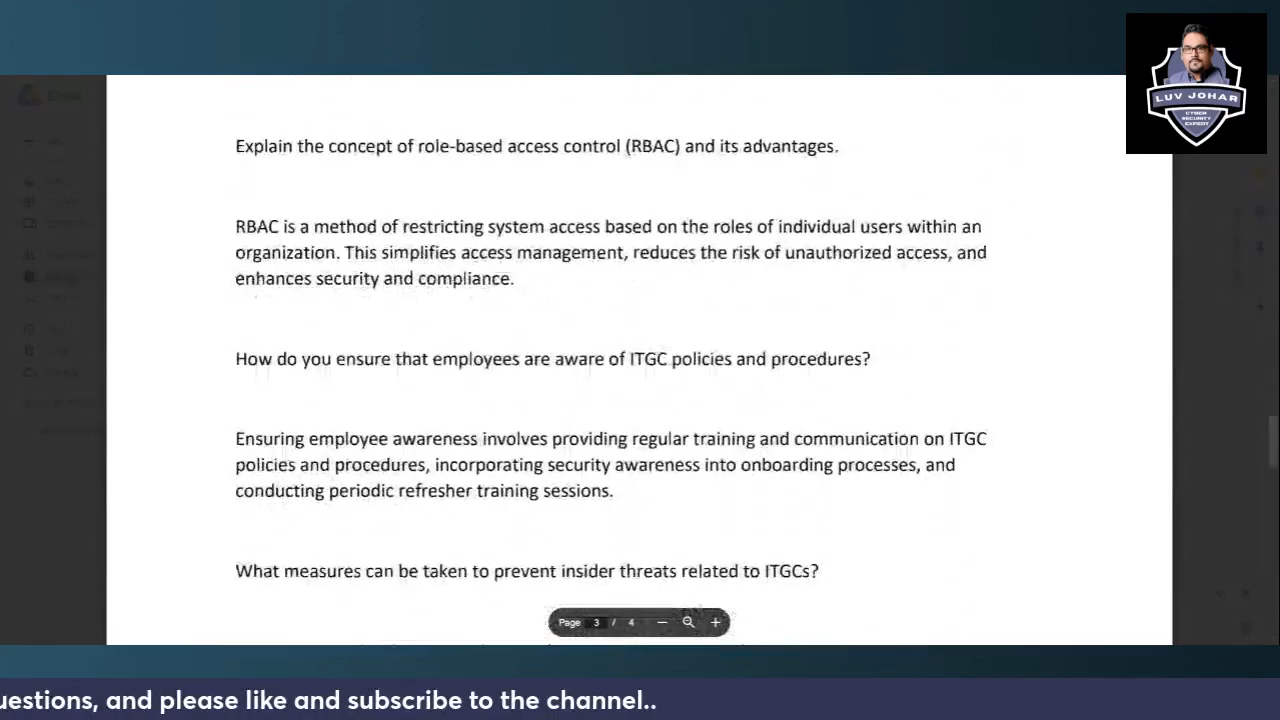 LUV JOHAR
CYBER
SECURITY
EXPERT
Explain the concept of role-based access control (RBAC) and its advantages.
RBAC is a method of restricting system access based on the roles of individual users within an
organization. This simplifies access management, reduces the risk of unauthorized access, and
enhances security and compliance.
How do you ensure that employees are aware of ITGC policies and procedures?
Ensuring employee awareness involves providing regular training and communication on ITGC
policies and procedures, incorporating security awareness into onboarding processes, and
conducting periodic refresher training sessions.
What measures can be taken to prevent insider threats related to ITGCs?
Page 3 / 4
uestions, and please like and subscribe to the channel..